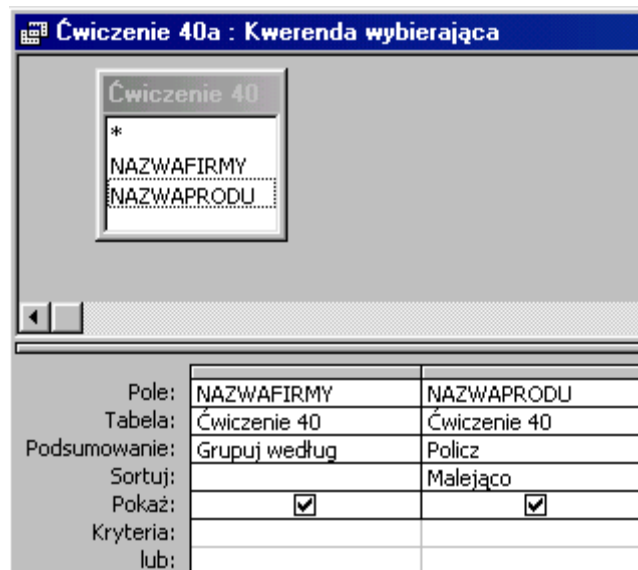 Ćwiczenie 40a : Kwerenda wybierająca
Ćwiczenie 40
*
NAZWAFIRMY
NAZWAPRODU
Pole: NAZWAFIRMY NAZWAPRODU
Tabela: Ćwiczenie 40 Ćwiczenie 40
Podsumowanie: Grupuj według Policz
Sortuj: Malejąco
Pokaż:
Kryteria:
lub: